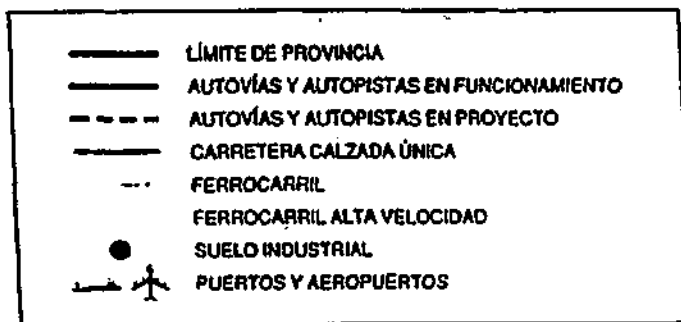 LÍMITE DE PROVINCIA
AUTOVÍAS Y AUTOPISTAS EN FUNCIONAMIENTO
AUTOVÍAS Y AUTOPISTAS EN PROYECTO
CARRETERA CALZADA ÚNICA
FERROCARRIL
FERROCARRIL ALTA VELOCIDAD
SUELO INDUSTRIAL
PUERTOS Y AEROPUERTOS